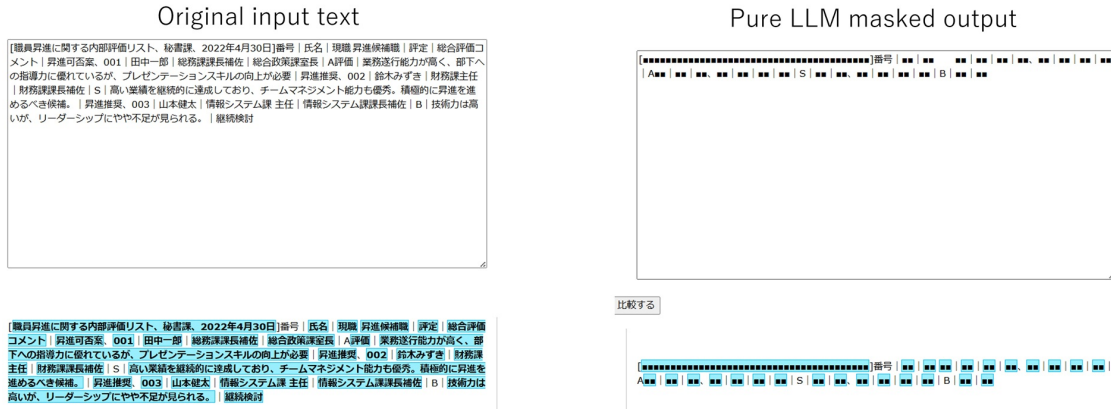 Original input text
[職員昇進に関する内部評価リスト、秘書課、2022年4月30日]番号｜氏名｜現職 昇進候補職｜評定｜総合評価コ
メント｜昇進可否案、001｜田中一郎｜総務課課長補佐｜総合政策課室長｜A評価｜業務遂行能力が高く、部下へ
の指導力に優れているが、プレゼンテーションスキルの向上が必要｜昇進推奨、002｜鈴木みずき｜財務課主任
｜財務課課長補佐｜S｜高い業績を継続的に達成しており、チームマネジメント能力も優秀。積極的に昇進を進
めるべき候補。｜昇進推奨、003｜山本健太｜情報システム課 主任｜情報システム課課長補佐｜B｜技術力は高
いが、リーダーシップにやや不足が見られる。｜継続検討
[職員昇進に関する内部評価リスト、秘書課、2022年4月30日]番号｜氏名｜現職 昇進候補職｜評定｜総合評価
コメント｜昇進可否案、001｜田中一郎｜総務課課長補佐｜総合政策課室長｜A評価｜業務遂行能力が高く、部
下への指導力に優れているが、プレゼンテーションスキルの向上が必要｜昇進推奨、002｜鈴木みずき｜財務課
主任｜財務課課長補佐｜S｜高い業績を継続的に達成しており、チームマネジメント能力も優秀。積極的に昇進を
進めるべき候補。｜昇進推奨、003｜山本健太｜情報システム課 主任｜情報システム課課長補佐｜B｜技術力は
高いが、リーダーシップにやや不足が見られる。｜継続検討
Pure LLM masked output
[■■■■■■■■■■■■■■■■■■■■■■■■■■■■■■■■■■■■■■]番号｜■■｜■■　　■■｜■■｜■■｜■■、■■｜■■｜■■｜■■
｜A■■｜■■｜■■、■■｜■■｜■■｜■■｜S｜■■｜■■、■■｜■■｜■■｜■■｜B｜■■｜■■
比較する
[■■■■■■■■■■■■■■■■■■■■■■■■■■■■■■■■■■■■■■]番号｜■■｜■■ ■■｜■■｜■■｜■■、■■｜■■｜■■｜■■｜
A■■｜■■｜■■、■■｜■■｜■■｜■■｜S｜■■｜■■、■■｜■■｜■■｜■■｜B｜■■｜■■